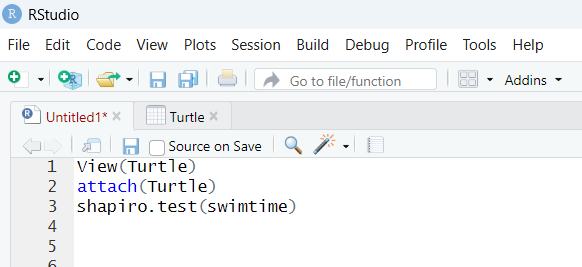 RStudio
File Edit Code View Plots Session Build Debug Profile Tools Help
R Go to file/function Addins
Untitled1* Turtle
Source on Save
1 View(Turtle)
2 attach(Turtle)
3 shapiro.test(swimtime)
4
5